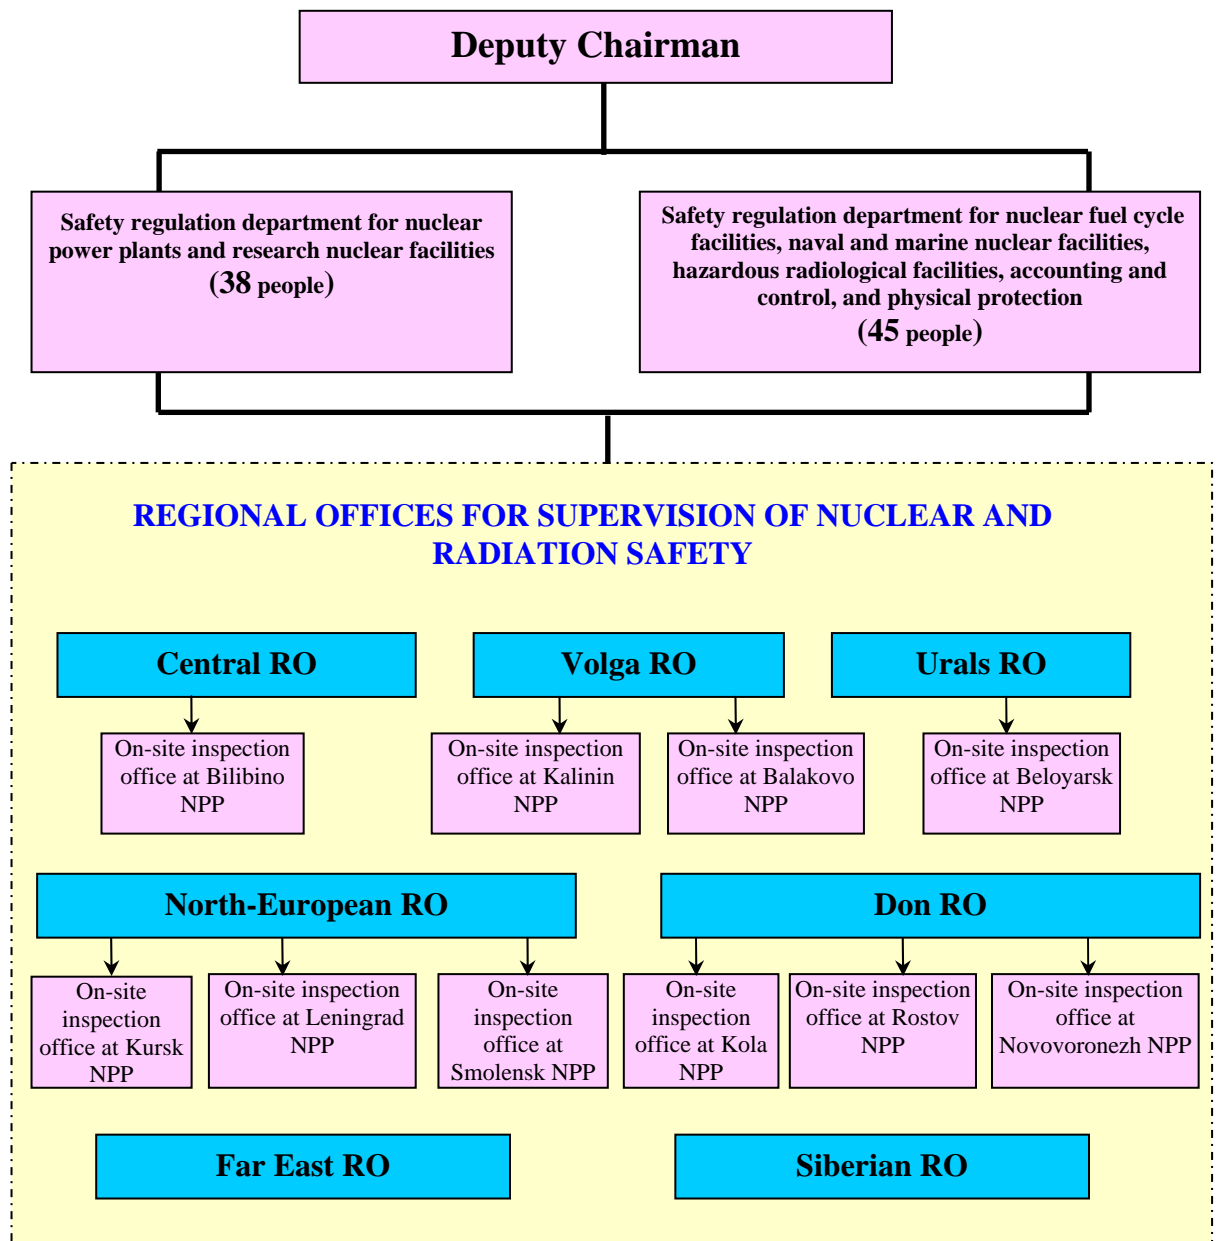 Deputy Chairman
Safety regulation department for nuclear
power plants and research nuclear facilities
(38 people)
Safety regulation department for nuclear fuel cycle
facilities, naval and marine nuclear facilities,
hazardous radiological facilities, accounting and
control, and physical protection
(45 people)
REGIONAL OFFICES FOR SUPERVISION OF NUCLEAR AND
RADIATION SAFETY
Central RO
Volga RO
Urals RO
On-site inspection
office at Bilibino
NPP
On-site inspection
office at Kalinin
NPP
On-site inspection
office at Balakovo
NPP
On-site inspection
office at Beloyarsk
NPP
North-European RO
Don RO
On-site
inspection
office at Kursk
NPP
On-site inspection
office at Leningrad
NPP
On-site
inspection
office at
Smolensk NPP
On-site
inspection
office at Kola
NPP
On-site inspection
office at Rostov
NPP
On-site inspection
office at
Novovoronezh NPP
Far East RO
Siberian RO